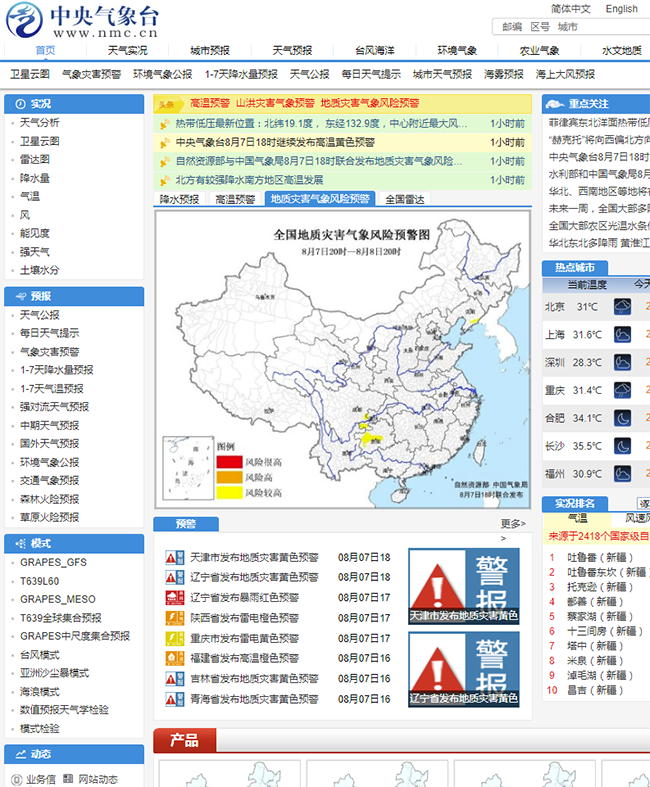 中央气象台
www.nmc.cn
简体中文 English
邮编 区号 城市
首页 天气实况 城市预报 天气预报 台风海洋 环境气象 农业气象 水文地质
卫星云图 气象灾害预警 环境气象公报 1-7天降水量预报 天气公报 每日天气提示 城市天气预报 海雾预报 海上大风预报
实况
天气分析
卫星云图
雷达图
降水量
气温
风
能见度
强天气
土壤水分
预报
天气公报
每日天气提示
气象灾害预警
1-7天降水量预报
1-7天气温预报
强对流天气预报
中期天气预报
国外天气预报
环境气象公报
交通气象预报
森林火险预报
草原火险预报
模式
GRAPES_GFS
T639L60
GRAPES_MESO
T639全球集合预报
GRAPES中尺度集合预报
台风模式
亚洲沙尘暴模式
海浪模式
数值预报天气学检验
模式检验
动态
业务信 网站动态
头条 高温预警 山洪灾害气象预警 地质灾害气象风险预警
热带低压最新位置：北纬19.1度，东经132.9度，中心附近最大风... 1小时前
中央气象台8月7日18时继续发布高温黄色预警 1小时前
自然资源部与中国气象局8月7日18时联合发布地质灾害气象风险... 1小时前
北方有较强降水南方地区高温发展 1小时前
降水预报 高温预警 地质灾害气象风险预警 全国雷达
全国地质灾害气象风险预警图
8月7日20时—8月8日20时
图例
风险很高
风险高
风险较高
南
海
诸
岛
自然资源部 中国气象局
8月7日18时联合发布
预警 更多>
>
天津市发布地质灾害黄色预警 08月07日18
辽宁省发布地质灾害黄色预警 08月07日18
辽宁省发布暴雨红色预警 08月07日17
陕西省发布雷电橙色预警 08月07日17
重庆市发布雷电黄色预警 08月07日17
福建省发布高温橙色预警 08月07日16
吉林省发布地质灾害黄色预警 08月07日16
青海省发布地质灾害黄色预警 08月07日16
警报
天津市发布地质灾害黄色
警报
辽宁省发布地质灾害黄色
产品
重点关注
菲律宾东北洋面热带低
“赫克托”将向西偏北方向
中央气象台8月7日18时
水利部和中国气象局8月
华北、西南地区等地将有
未来一周，全国大部多降
全国大部农区光温水条件
华北东北多降雨 黄淮江
热点城市
当前温度 今天
北京 31℃ 2
上海 31.6℃ 2
深圳 28.3℃ 2
重庆 31.4℃ 2
合肥 34.1℃ 2
长沙 35.5℃ 2
福州 30.9℃ 2
实况排名
气温 风速
来源于2418个国家级自
1 吐鲁番（新疆）
2 吐鲁番东坎（新疆
3 托克逊（新疆）
4 鄯善（新疆）
5 蔡家湖（新疆）
6 十三间房（新疆）
7 塔中（新疆）
8 米泉（新疆）
9 淖毛湖（新疆）
10 昌吉（新疆）